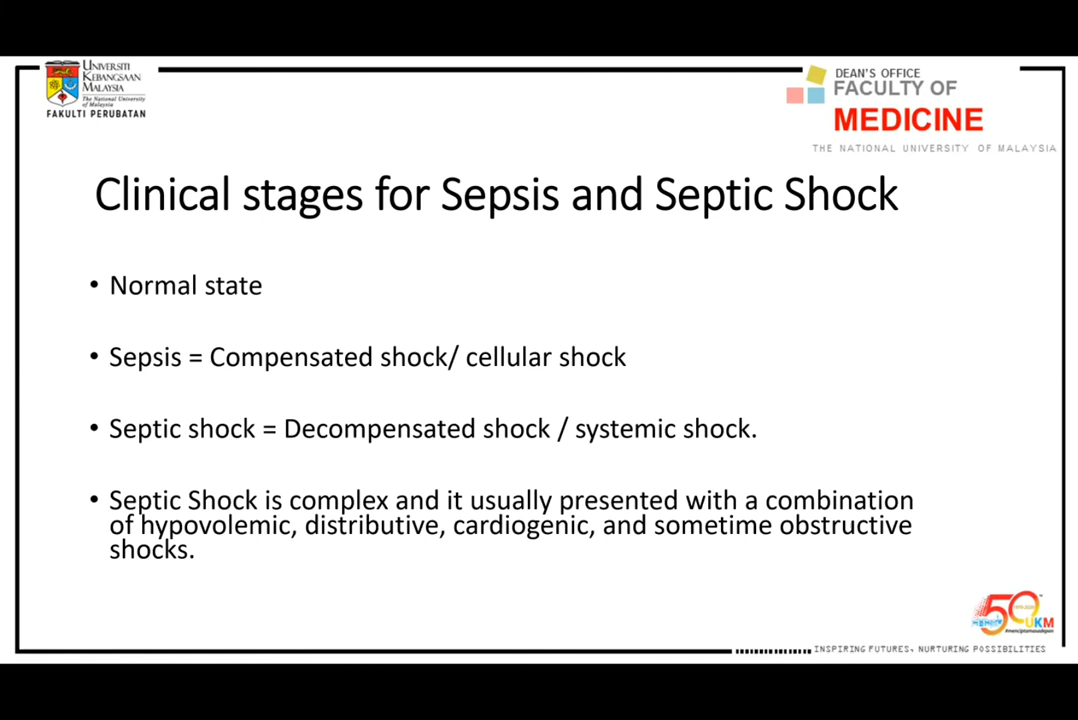 UNIVERSITI
KEBANGSAAN
MALAYSIA
The National University
of Malaysia
FAKULTI PERUBATAN
DEAN'S OFFICE
FACULTY OF
MEDICINE
THE NATIONAL UNIVERSITY OF MALAYSIA
Clinical stages for Sepsis and Septic Shock
• Normal state
• Sepsis = Compensated shock/ cellular shock
• Septic shock = Decompensated shock / systemic shock.
• Septic Shock is complex and it usually presented with a combination
of hypovolemic, distributive, cardiogenic, and sometime obstructive
shocks.
50
UKM
INSPIRING FUTURES, NURTURING POSSIBILITIES